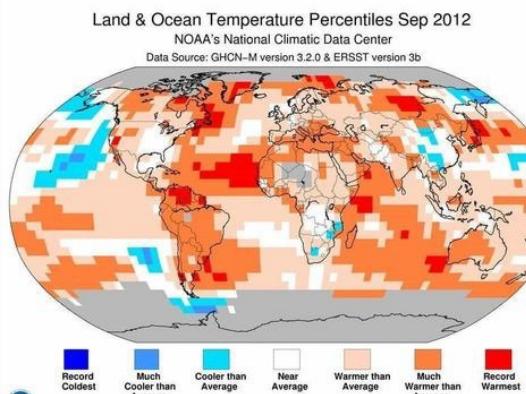 Land & Ocean Temperature Percentiles Sep 2012
NOAA's National Climatic Data Center
Data Source: GHCN-M version 3.2.0 & ERSST version 3b
Record Coldest
Much Cooler than
Cooler than Average
Near Average
Warmer than Average
Much Warmer than
Record Warmest